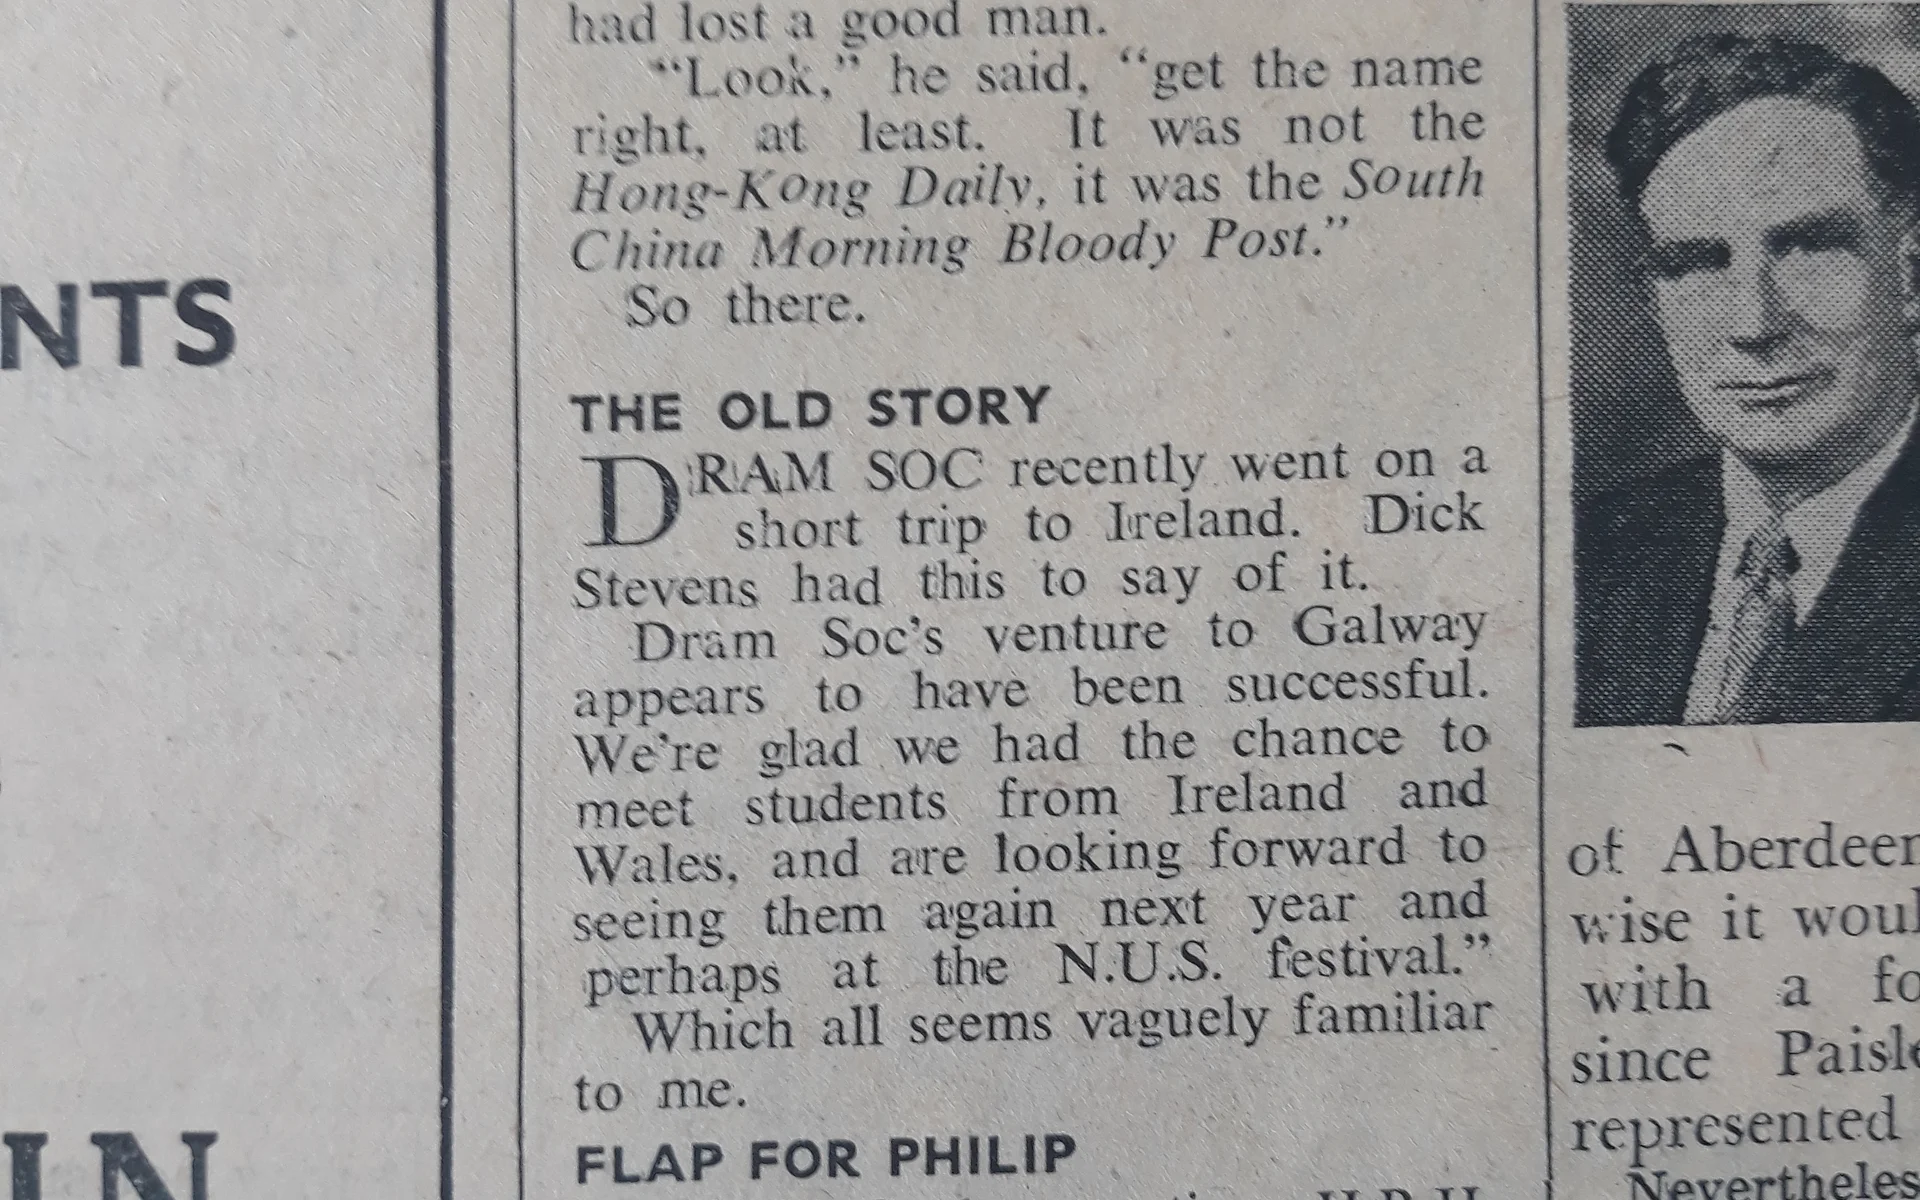 NTS
IN
had lost a good man.
“Look,” he said, “get the name
right, at least. It was not the
Hong-Kong Daily, it was the South
China Morning Bloody Post.”
So there.
THE OLD STORY
DRAM SOC recently went on a
short trip to Ireland. Dick
Stevens had this to say of it.
Dram Soc’s venture to Galway
appears to have been successful.
We’re glad we had the chance to
meet students from Ireland and
Wales, and are looking forward to
seeing them again next year and
perhaps at the N.U.S. festival.”
Which all seems vaguely familiar
to me.
FLAP FOR PHILIP
of Aberdeen
wise it woul
with a fo
since Paisle
represented
Nevertheles